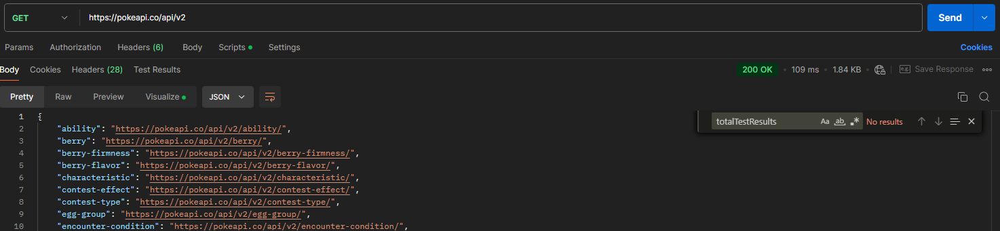 GET https://pokeapi.co/api/v2 Send
Params Authorization Headers (6) Body Scripts Settings Cookies
Body Cookies Headers (28) Test Results 200 OK 109 ms 1.84 KB e.g. Save Response
Pretty Raw Preview Visualize JSON
1 {
totalTestResults Aa ab .* No results
2 "ability": "https://pokeapi.co/api/v2/ability/",
3 "berry": "https://pokeapi.co/api/v2/berry/",
4 "berry-firmness": "https://pokeapi.co/api/v2/berry-firmness/",
5 "berry-flavor": "https://pokeapi.co/api/v2/berry-flavor/",
6 "characteristic": "https://pokeapi.co/api/v2/characteristic/",
7 "contest-effect": "https://pokeapi.co/api/v2/contest-effect/",
8 "contest-type": "https://pokeapi.co/api/v2/contest-type/",
9 "egg-group": "https://pokeapi.co/api/v2/egg-group/",
10 "encounter-condition": "https://pokeapi.co/api/v2/encounter-condition/",